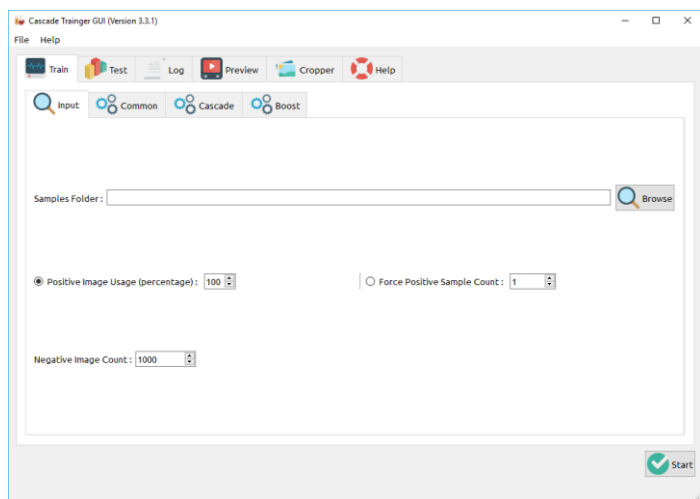 Cascade Trainger GUI (Version 3.3.1)
File Help
Train Test Log Preview Cropper Help
Input Common Cascade Boost
Samples Folder : Browse
Positive Image Usage (percentage) : 100 Force Positive Sample Count : 1
Negative Image Count : 1000
Start